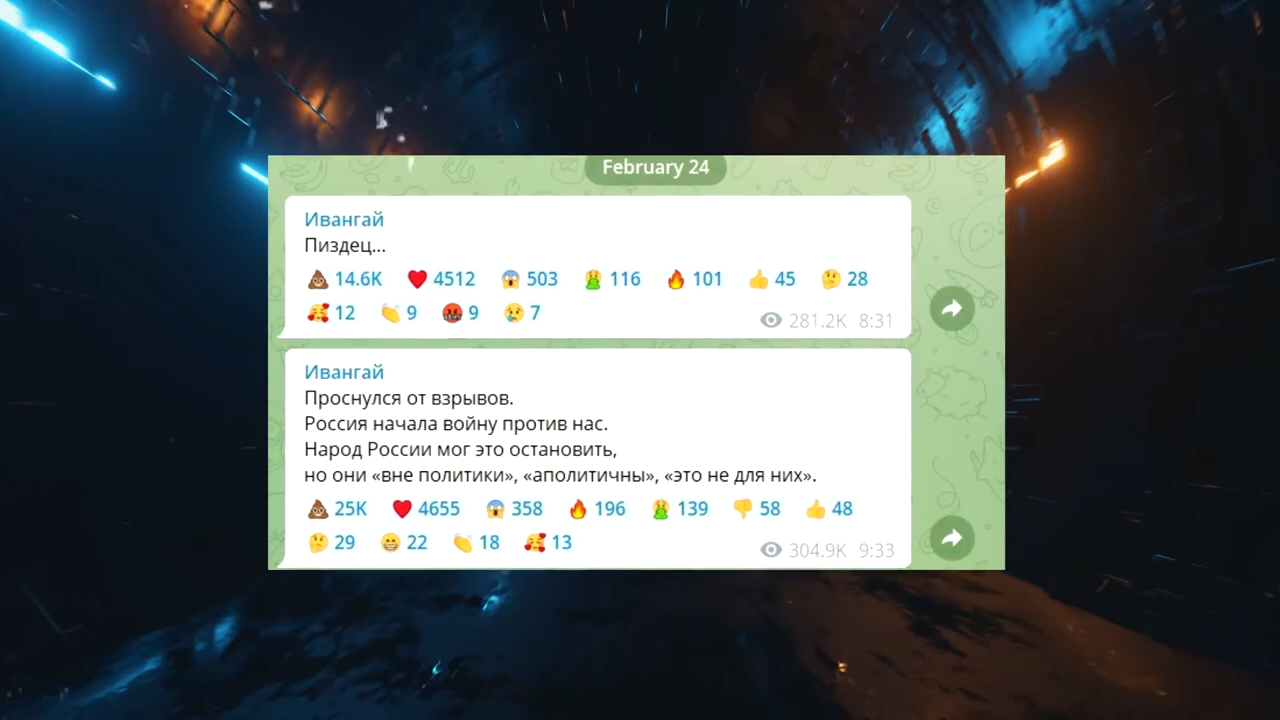 February 24
Ивангай
Пиздец...
💩 14.6K ❤️ 4512 😱 503 🤮 116 🔥 101 👍 45 🤔 28
🥰 12 👏 9 🤬 9 😢 7
281.2K 8:31
Ивангай
Проснулся от взрывов.
Россия начала войну против нас.
Народ России мог это остановить,
но они «вне политики», «аполитичны», «это не для них».
💩 25K ❤️ 4655 😱 358 🔥 196 🤮 139 👎 58 👍 48
🤔 29 😁 22 👏 18 🥰 13
304.9K 9:33